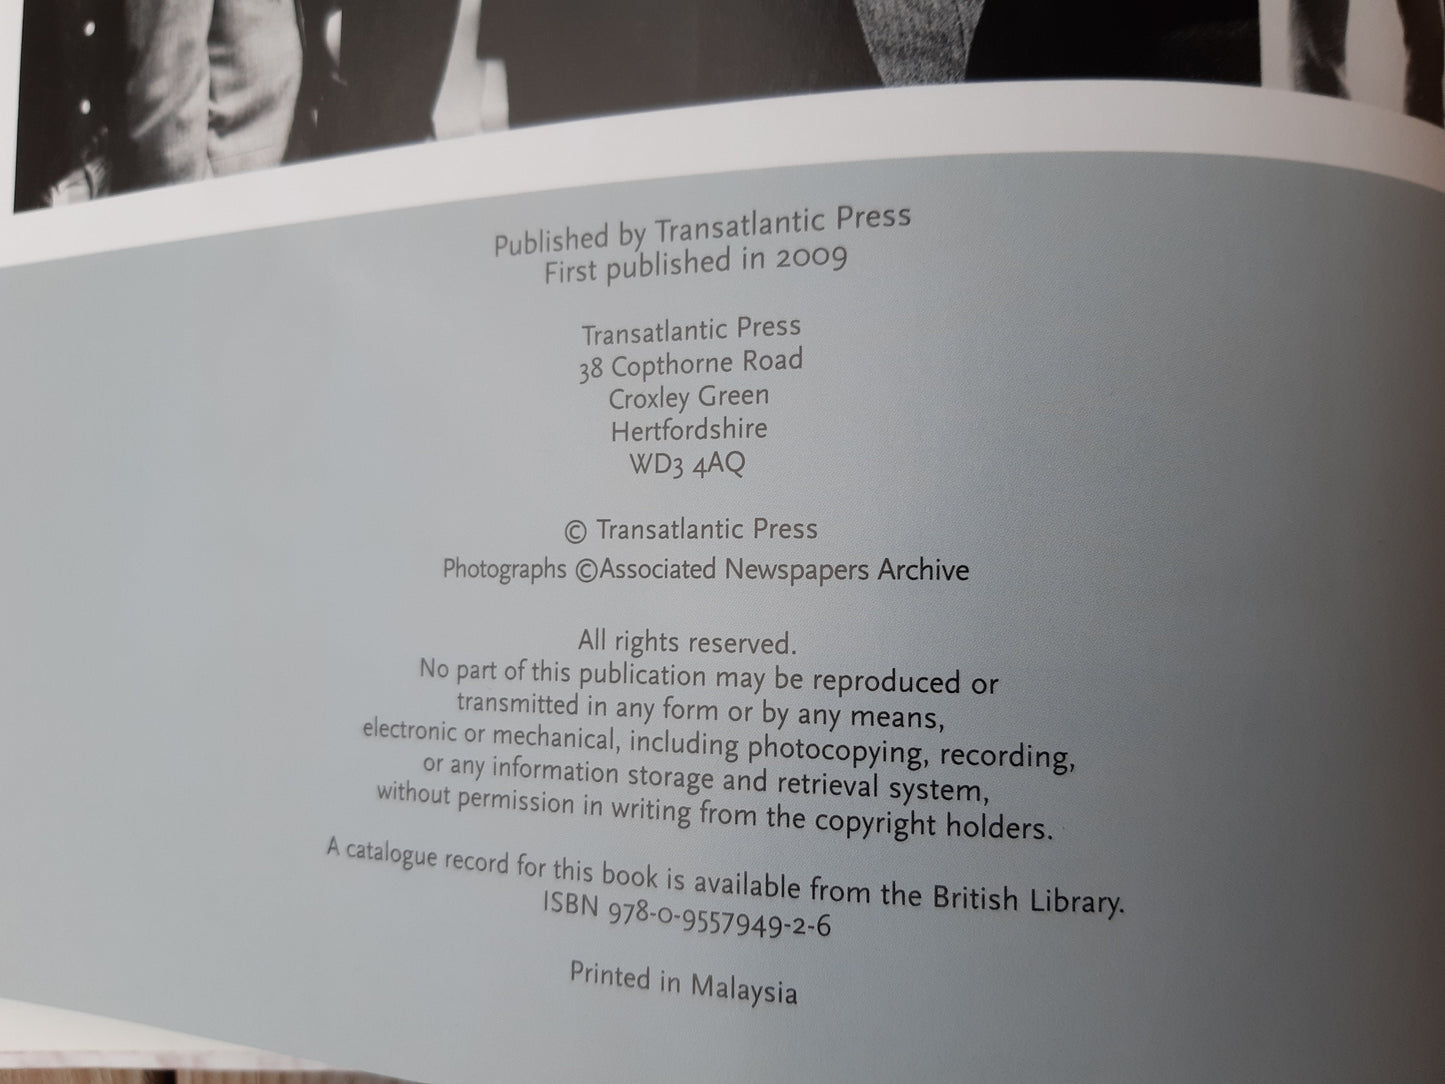 Published by Transatlantic Press
First published in 2009
Transatlantic Press
38 Copthorne Road
Croxley Green
Hertfordshire
WD3 4AQ
© Transatlantic Press
Photographs ©Associated Newspapers Archive
All rights reserved.
No part of this publication may be reproduced or
transmitted in any form or by any means,
electronic or mechanical, including photocopying, recording,
or any information storage and retrieval system,
without permission in writing from the copyright holders.
A catalogue record for this book is available from the British Library.
ISBN 978-0-9557949-2-6
Printed in Malaysia